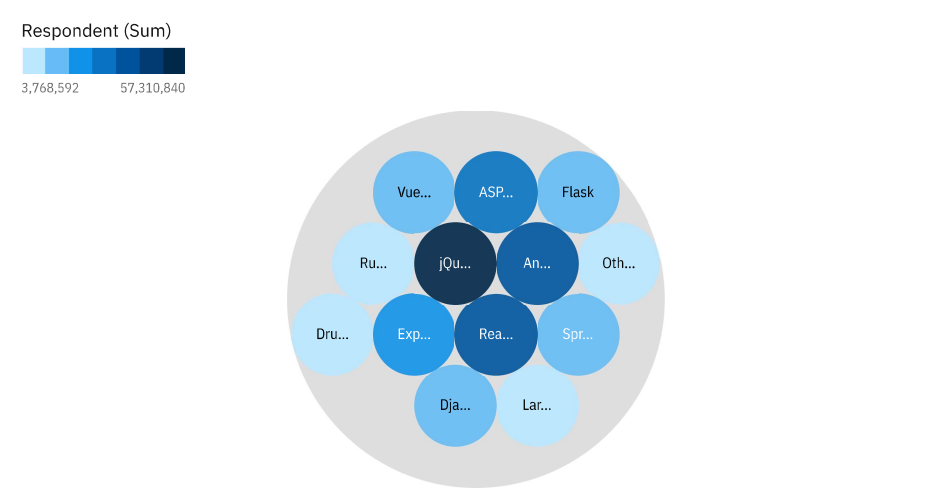 Respondent (Sum)
3,768,592 57,310,840
Vue... ASP... Flask
Ru... jQu... An... Oth...
Dru... Exp... Rea... Spr...
Dja... Lar...